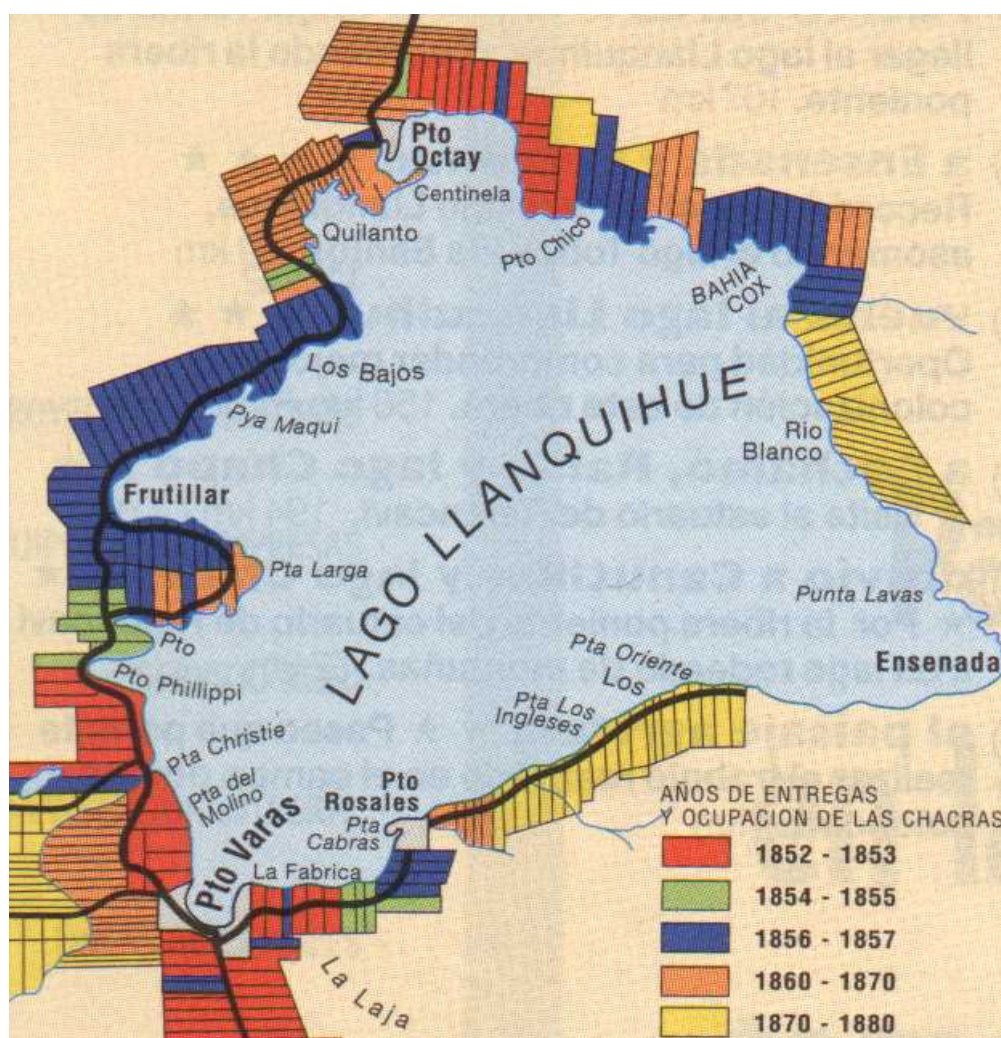 Pto
Octay
Centinela
Quilanto
Pto Chico
BAHIA
COX
Los Bajos
Pya Maqui
Rio
Blanco
LAGO LLANQUIHUE
Frutillar
Pta Larga
Punta Lavas
Pto
Pta Oriente
Ensenada
Los
Pto Phillippi
Pta Los
Ingleses
Pta Christie
Pta del
Molino
Pto
Rosales
Pta
Cabras
Pto Varas
La Fabrica
La Laja
AÑOS DE ENTREGAS
Y OCUPACION DE LAS CHACRAS
1852 - 1853
1854 - 1855
1856 - 1857
1860 - 1870
1870 - 1880